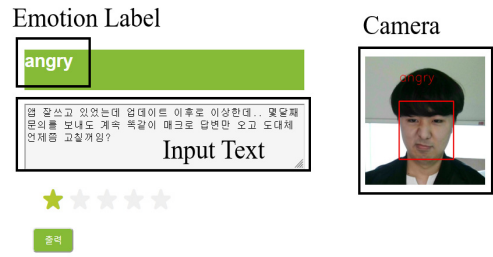 Emotion Label
Camera
angry
angry
앱 잘쓰고 있었는데 업데이트 이후로 이상한데.. 몇달째
문의를 보내도 계속 똑같이 매크로 답변만 오고 도대체
언제쯤 고칠꺼임?
Input Text
출력